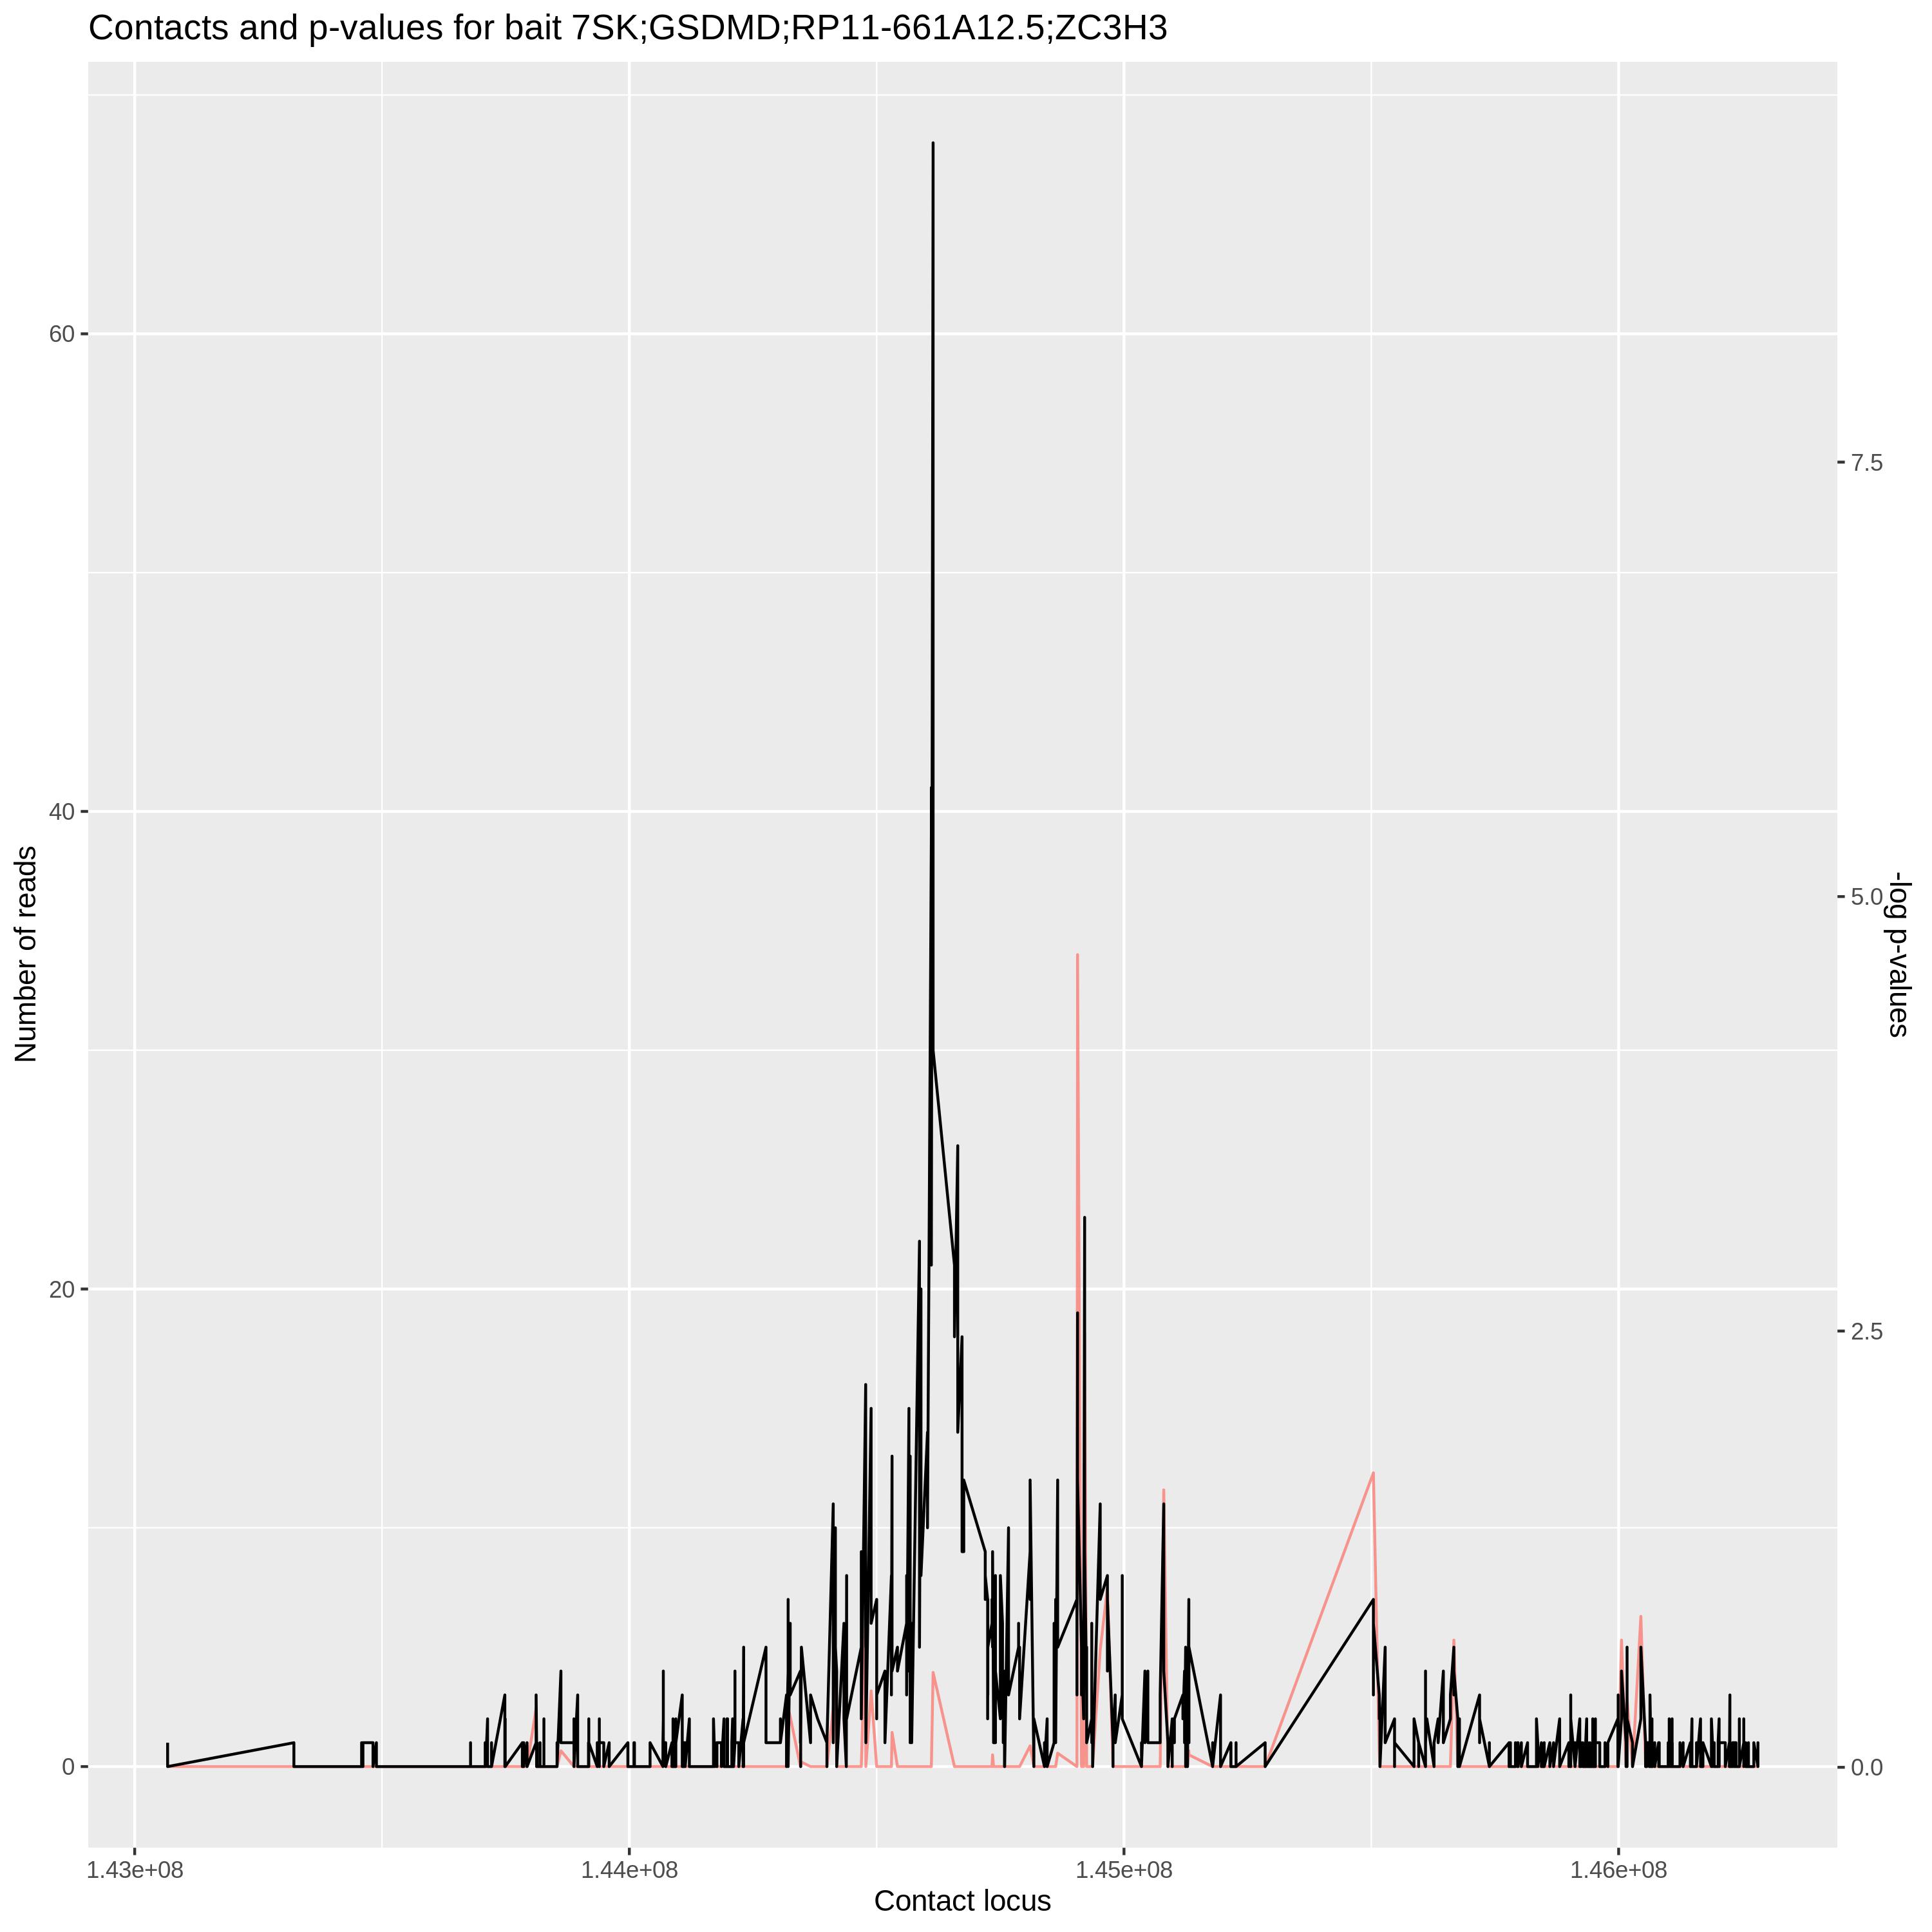 Contacts and p-values for bait 7SK;GSDMD;RP11-661A12.5;ZC3H3
Number of reads
60
40
20
0
7.5
5.0
2.5
0.0
-log p-values
1.43e+08
1.44e+08
1.45e+08
1.46e+08
Contact locus